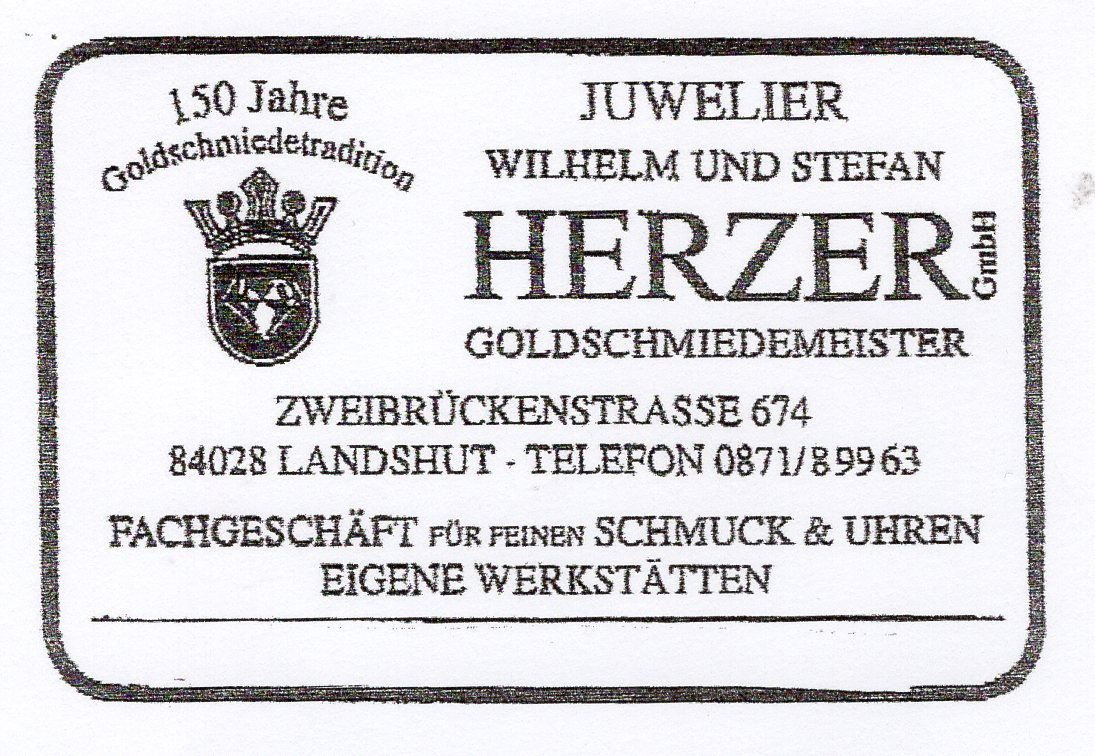 150 Jahre
Goldschmiedetradition
JUWELIER
WILHELM UND STEFAN
HERZER GmbH
GOLDSCHMIEDEMEISTER
ZWEIBRÜCKENSTRASSE 674
84028 LANDSHUT - TELEFON 0871/89963
FACHGESCHÄFT FÜR FEINEN SCHMUCK & UHREN
EIGENE WERKSTÄTTEN